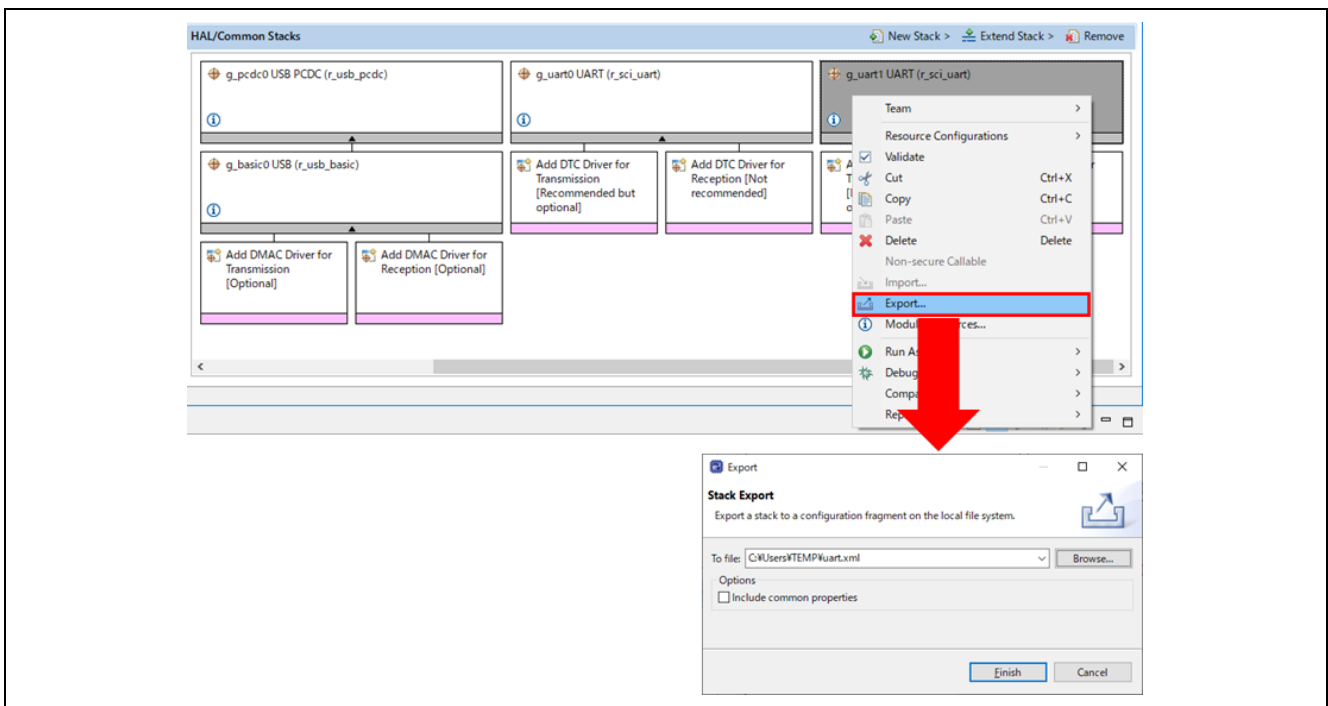 HAL/Common Stacks
New Stack > Extend Stack > Remove
g_pcdc0 USB PCDC (r_usb_pcdc)
g_uart0 UART (r_sci_uart)
g_uart1 UART (r_sci_uart)
g_basic0 USB (r_usb_basic)
Add DTC Driver for
Transmission
[Recommended but
optional]
Add DTC Driver for
Reception [Not
recommended]
Add DMAC Driver for
Transmission
[Optional]
Add DMAC Driver for
Reception [Optional]
Team >
Resource Configurations >
Validate
Cut Ctrl+X
Copy Ctrl+C
Paste Ctrl+V
Delete Delete
Non-secure Callable
Import...
Export...
Run As >
Debug >
>
>
Export
Stack Export
Export a stack to a configuration fragment on the local file system.
To file: C:¥Users¥TEMP¥uart.xml Browse...
Options
Include common properties
Finish Cancel